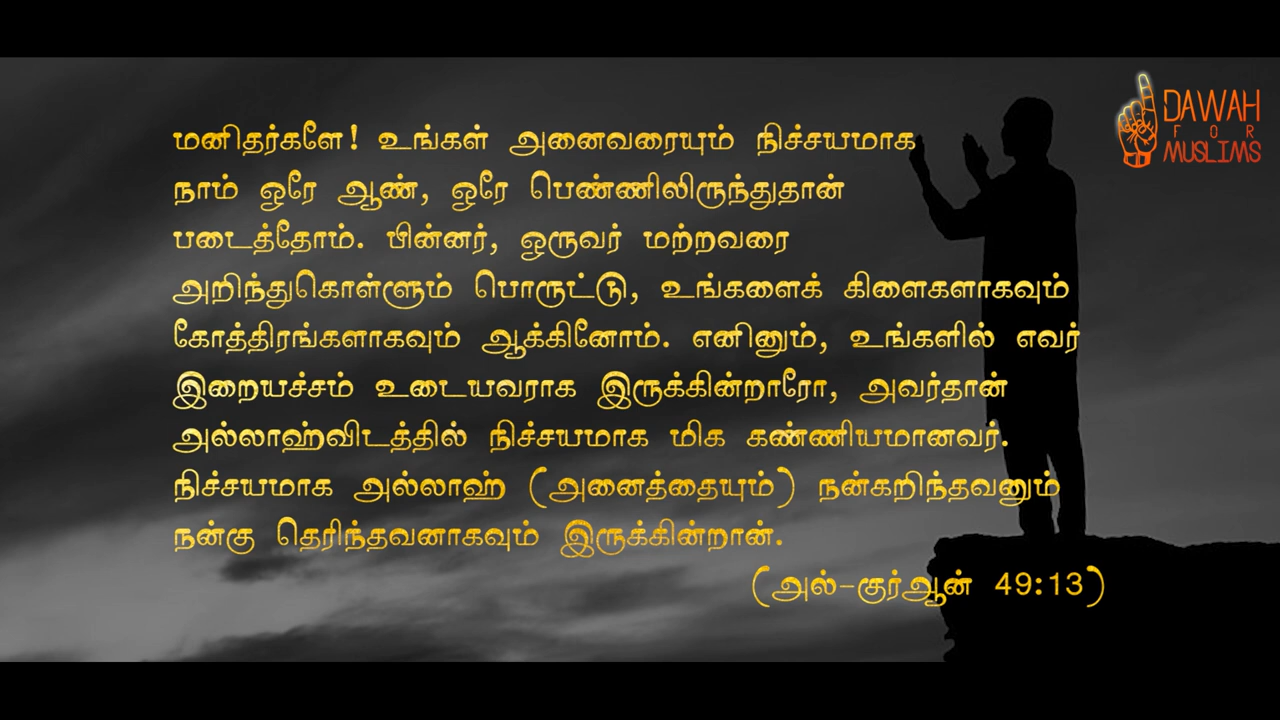 DAWAH
FOR
MUSLIMS
மனிதர்களே! உங்கள் அனைவரையும் நிச்சயமாக
நாம் ஒரே ஆண், ஒரே பெண்ணிலிருந்துதான்
படைத்தோம். பின்னர், ஒருவர் மற்றவரை
அறிந்துகொள்ளும் பொருட்டு, உங்களைக் கிளைகளாகவும்
கோத்திரங்களாகவும் ஆக்கினோம். எனினும், உங்களில் எவர்
இறையச்சம் உடையவராக இருக்கின்றாரோ, அவர்தான்
அல்லாஹ்விடத்தில் நிச்சயமாக மிக கண்ணியமானவர்.
நிச்சயமாக அல்லாஹ் (அனைத்தையும்) நன்கறிந்தவனும்
நன்கு தெரிந்தவனாகவும் இருக்கின்றான்.
(அல்-குர்ஆன் 49:13)